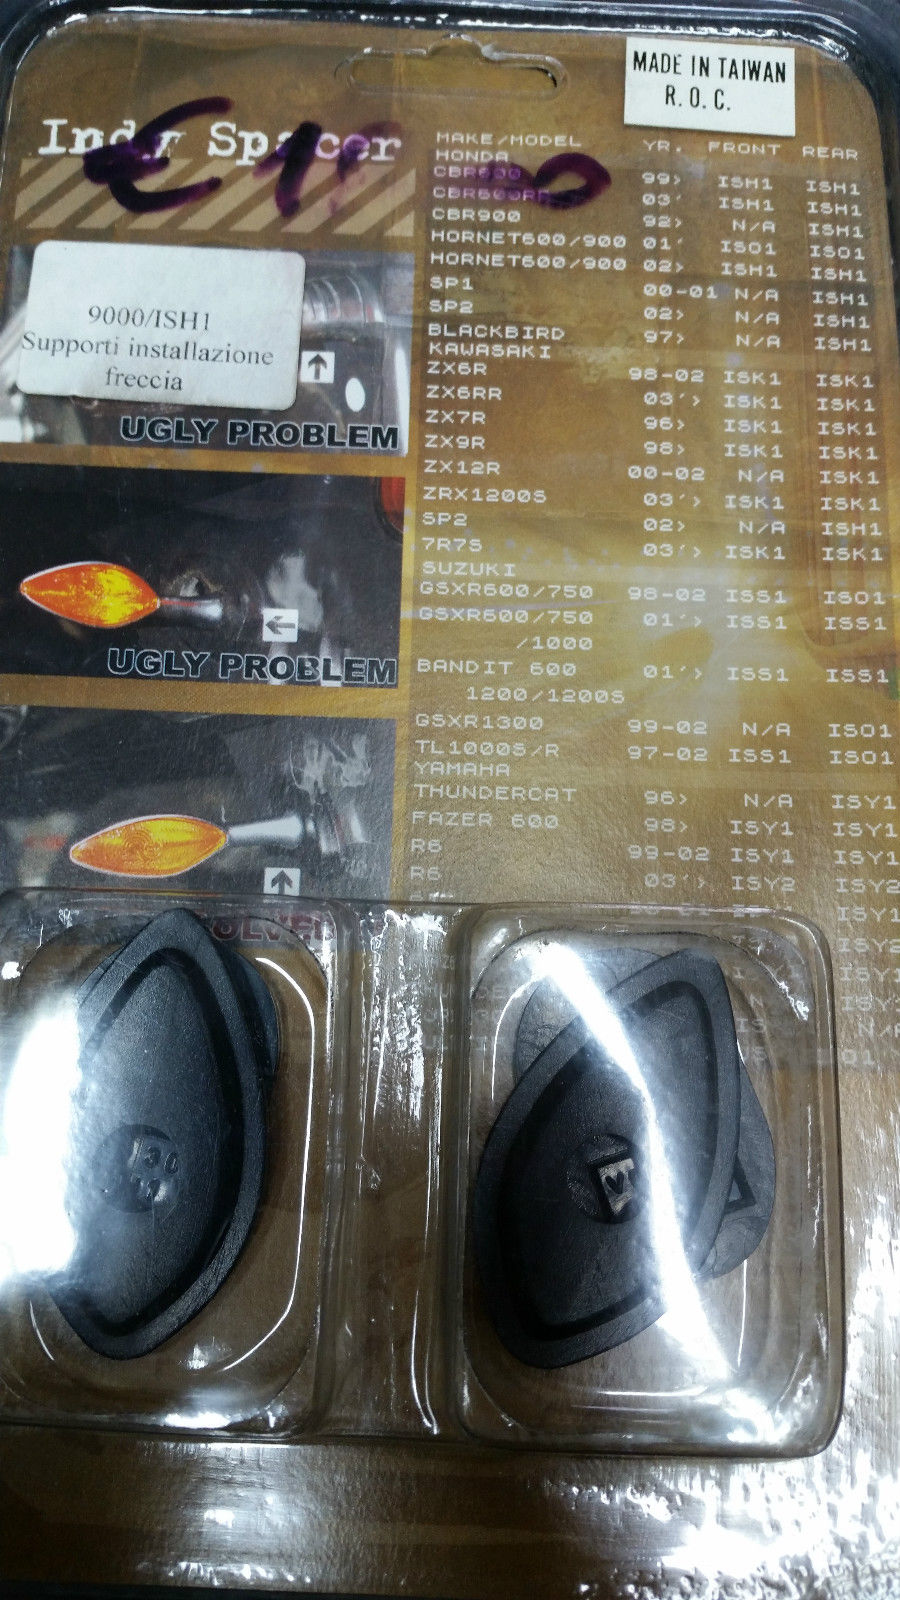 MADE IN TAIWAN
R. O. C.
Indy Spacer
9000/ISH1
Supporti installazione
freccia
UGLY PROBLEM
UGLY PROBLEM
MAKE/MODEL YR. FRONT REAR
HONDA
CBR600 99> ISH1 ISH1
CBR600RR 03' ISH1 ISH1
CBR900 92> N/A ISH1
HORNET600/900 01' ISO1 ISO1
HORNET600/900 02> ISH1 ISH1
SP1 00-01 N/A ISH1
SP2 02> N/A ISH1
BLACKBIRD 97> N/A ISH1
KAWASAKI
ZX6R 98-02 ISK1 ISK1
ZX6RR 03'> ISK1 ISK1
ZX7R 96> ISK1 ISK1
ZX9R 98> ISK1 ISK1
ZX12R 00-02 N/A ISK1
ZRX1200S 03'> ISK1 ISK1
SP2 02> N/A ISH1
7R7S 03'> ISK1 ISK1
SUZUKI
GSXR600/750 98-02 ISS1 ISO1
GSXR600/750 01'> ISS1 ISS1
/1000
BANDIT 600 01'> ISS1 ISS1
1200/1200S
GSXR1300 99-02 N/A ISO1
TL1000S/R 97-02 ISS1 ISO1
YAMAHA
THUNDERCAT 96> N/A ISY1
FAZER 600 98> ISY1 ISY1
R6 99-02 ISY1 ISY1
R6 03'> ISY2 ISY2